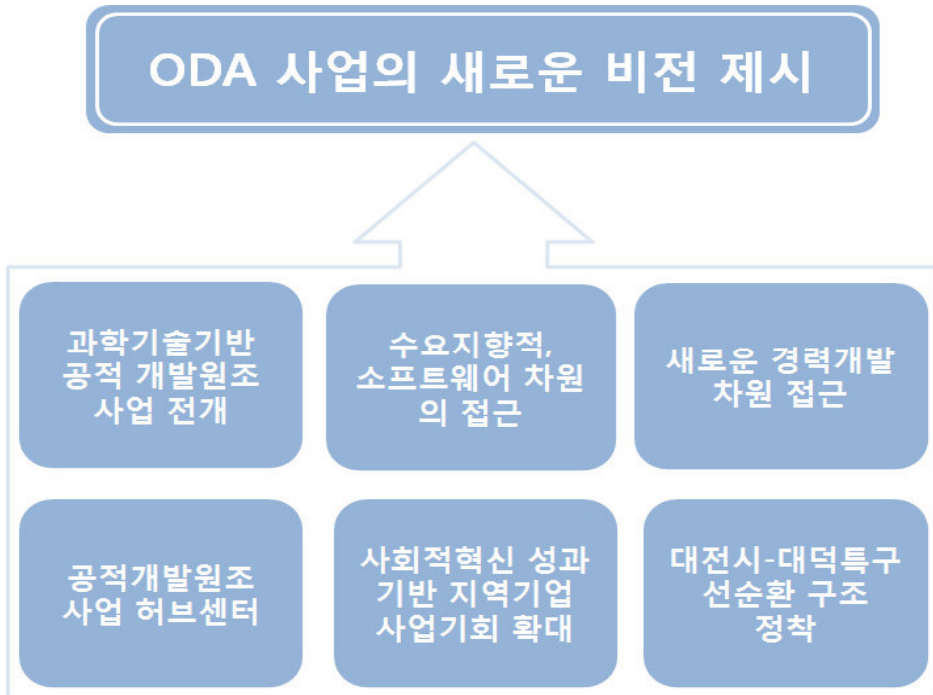 ODA 사업의 새로운 비전 제시
과학기술기반
공적 개발원조
사업 전개
수요지향적,
소프트웨어 차원
의 접근
새로운 경력개발
차원 접근
공적개발원조
사업 허브센터
사회적혁신 성과
기반 지역기업
사업기회 확대
대전시-대덕특구
선순환 구조
정착